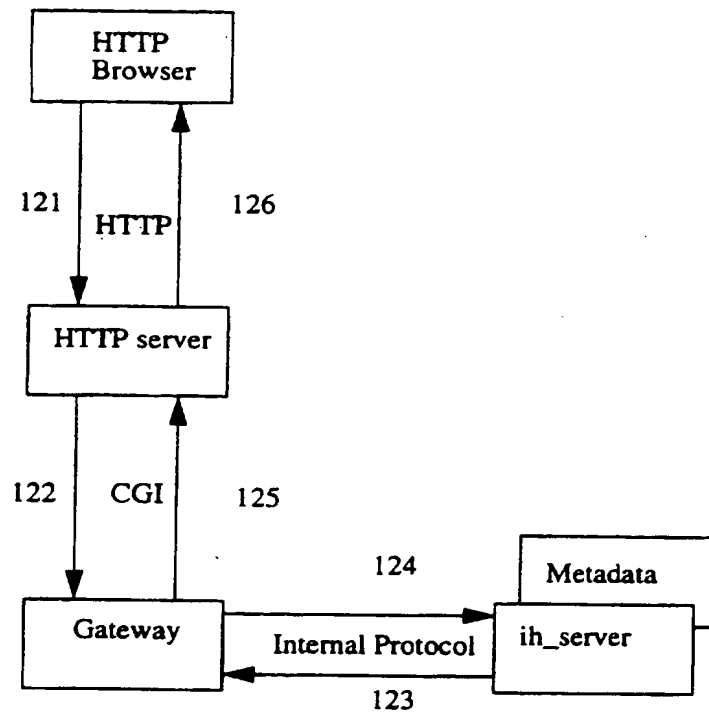 HTTP
Browser
121
HTTP
126
HTTP server
122
CGI
125
124
Metadata
Gateway
Internal Protocol
ih_server
123